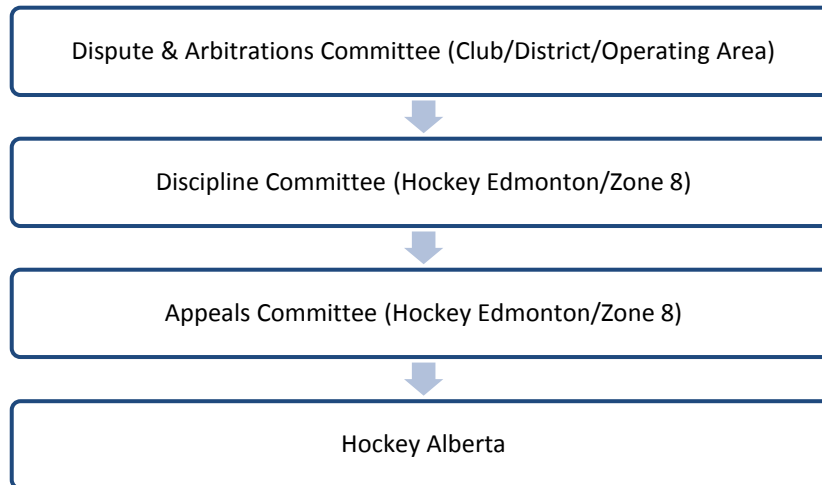 Dispute & Arbitrations Committee (Club/District/Operating Area)
Discipline Committee (Hockey Edmonton/Zone 8)
Appeals Committee (Hockey Edmonton/Zone 8)
Hockey Alberta